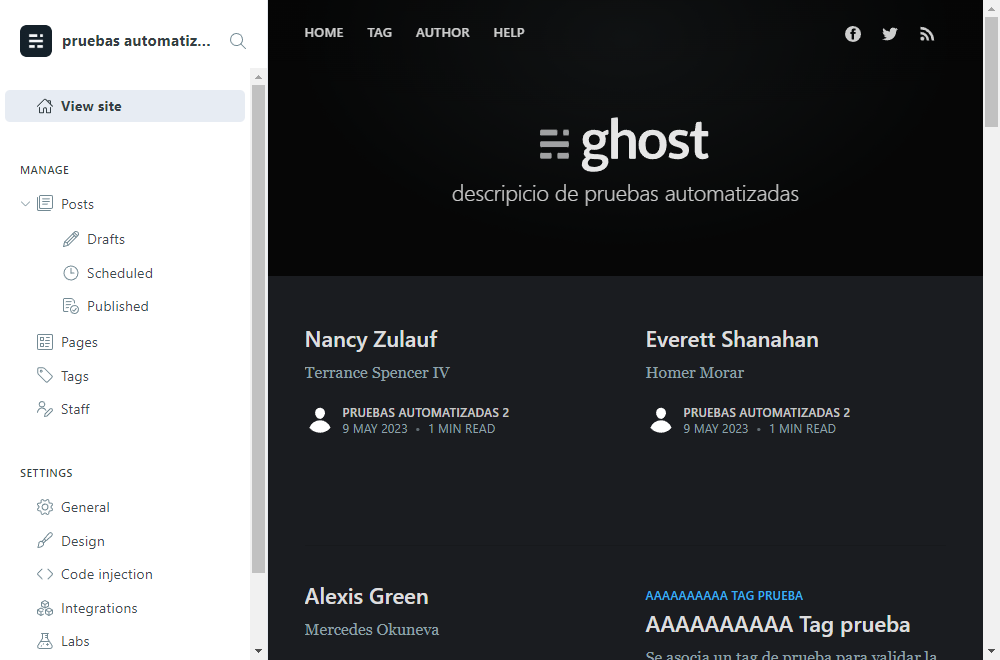 pruebas automatiz...
View site
MANAGE
Posts
Drafts
Scheduled
Published
Pages
Tags
Staff
SETTINGS
General
Design
Code injection
Integrations
Labs
HOME TAG AUTHOR HELP
ghost
descripicio de pruebas automatizadas
Nancy Zulauf
Terrance Spencer IV
PRUEBAS AUTOMATIZADAS 2
9 MAY 2023 • 1 MIN READ
Everett Shanahan
Homer Morar
PRUEBAS AUTOMATIZADAS 2
9 MAY 2023 • 1 MIN READ
Alexis Green
Mercedes Okuneva
AAAAAAAAAA TAG PRUEBA
AAAAAAAAAA Tag prueba
Se asocia un tag de prueba para validar la